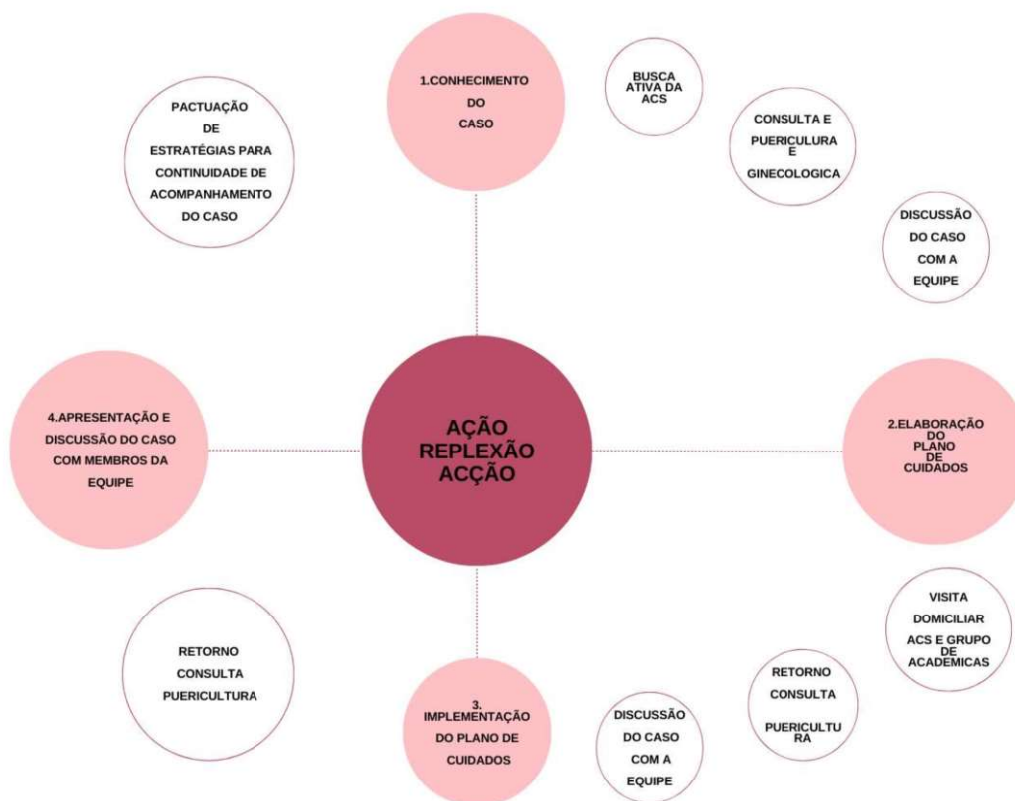 1.CONHECIMENTO
DO
CASO
BUSCA
ATIVA DA
ACS
CONSULTA E
PUERICULURA
E
GINECOLOGICA
DISCUSSÃO
DO CASO
COM A
EQUIPE
2.ELABORAÇÃO
DO
PLANO
DE
CUIDADOS
VISITA
DOMICILIAR
ACS E GRUPO
DE
ACADEMICAS
RETORNO
CONSULTA
PUERICULTU
RA
DISCUSSÃO
DO CASO
COM A
EQUIPE
3.
IMPLEMENTAÇÃO
DO PLANO DE
CUIDADOS
RETORNO
CONSULTA
PUERICULTURA
4.APRESENTAÇÃO E
DISCUSSÃO DO CASO
COM MEMBROS DA
EQUIPE
PACTUAÇÃO
DE
ESTRATÉGIAS PARA
CONTINUIDADE DE
ACOMPANHAMENTO
DO CASO
AÇÃO
REPLEXÃO
ACÇÃO